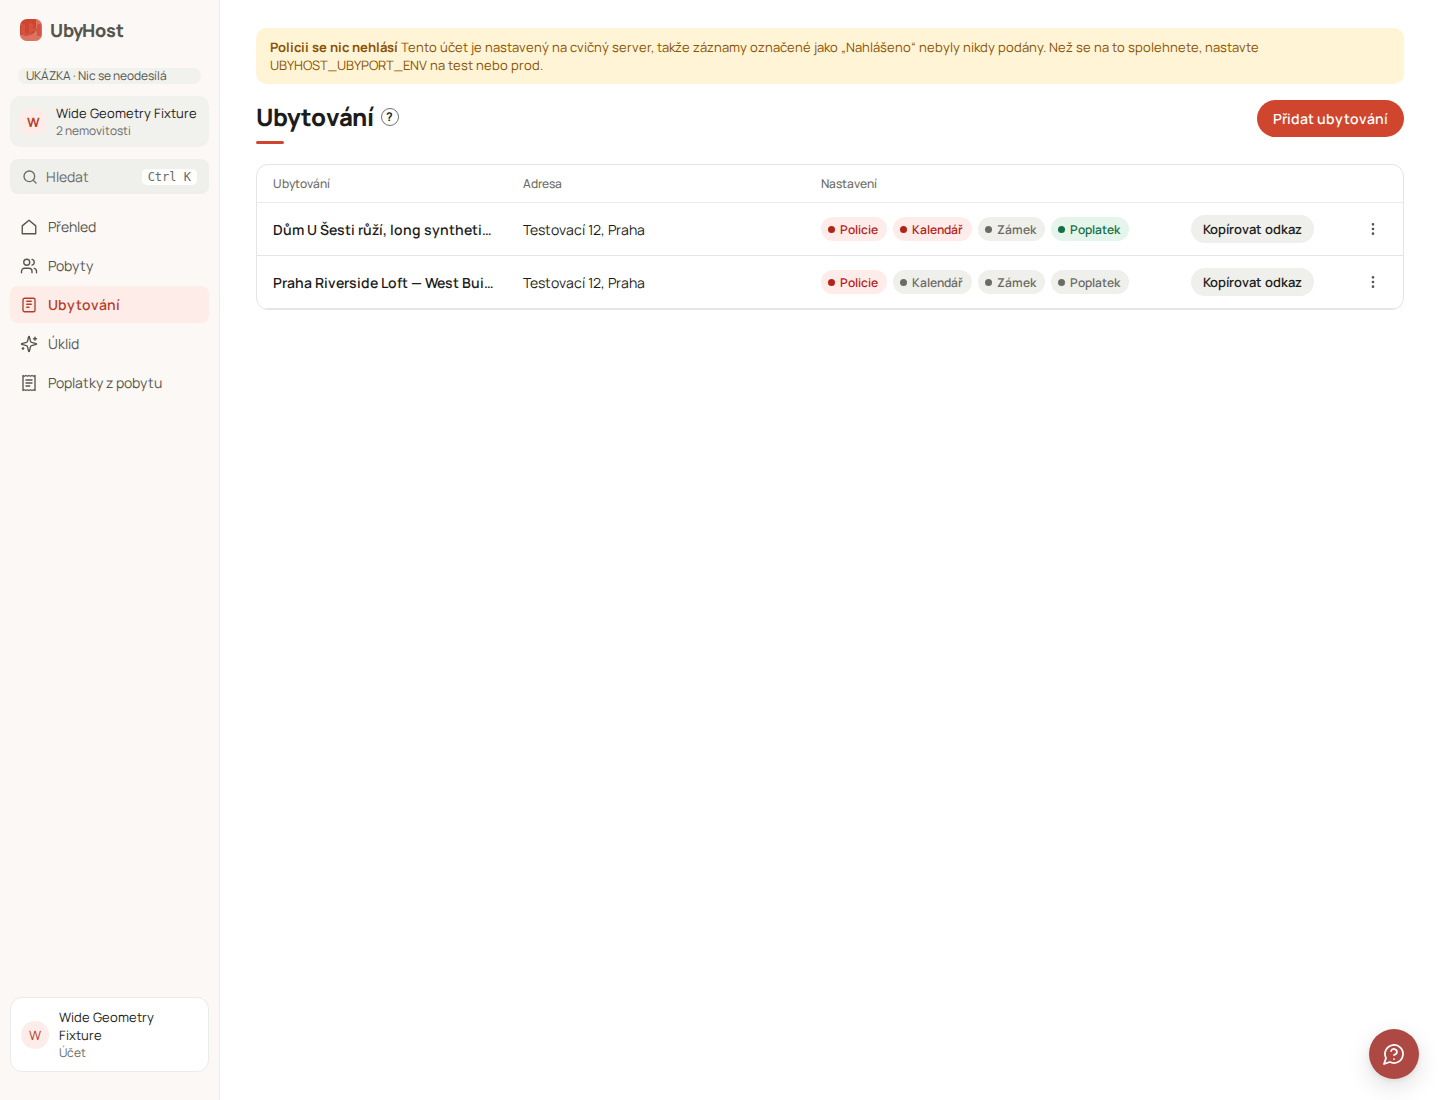 UbyHost
UKÁZKA · Nic se neodesílá
W
Wide Geometry Fixture
2 nemovitosti
Hledat
Ctrl K
Přehled
Pobyty
Ubytování
Úklid
Poplatky z pobytu
Wide Geometry
Fixture
W
Účet
Policii se nic nehlásí Tento účet je nastavený na cvičný server, takže záznamy označené jako „Nahlášeno“ nebyly nikdy podány. Než se na to spolehnete, nastavte
UBYHOST_UBYPORT_ENV na test nebo prod.
Ubytování ?
Přidat ubytování
Ubytování Adresa Nastavení
Dům U Šesti růží, long syntheti… Testovací 12, Praha Policie Kalendář Zámek Poplatek Kopírovat odkaz
Praha Riverside Loft — West Bui… Testovací 12, Praha Policie Kalendář Zámek Poplatek Kopírovat odkaz